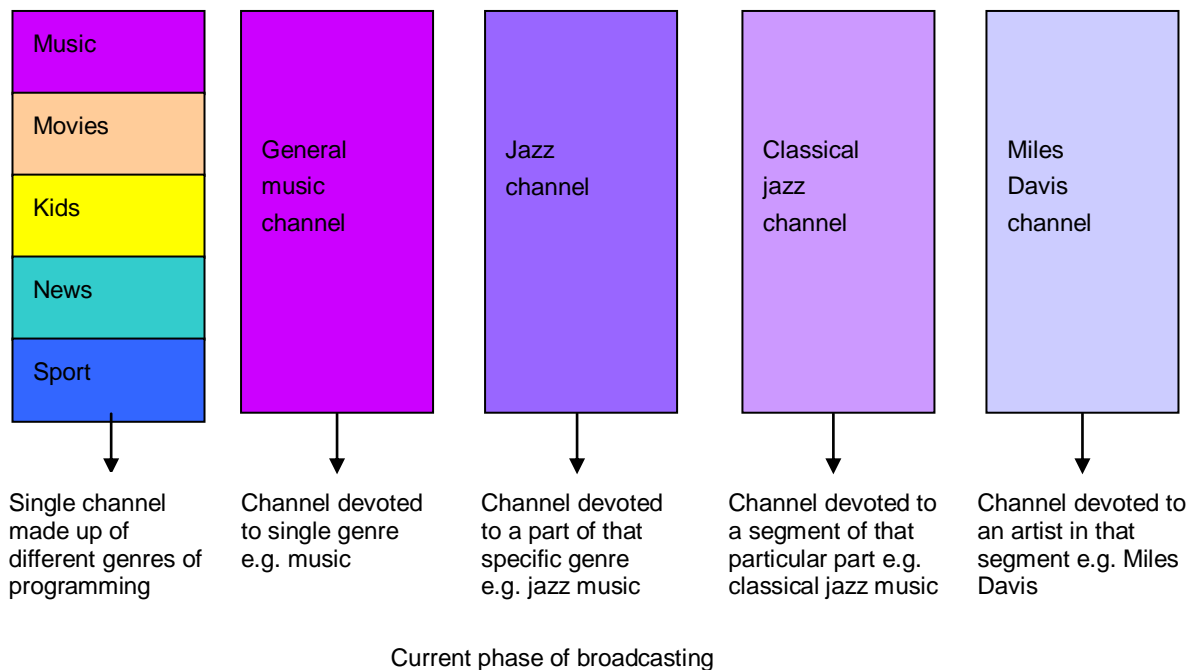 Music
Movies
Kids
News
Sport
General
music
channel
Jazz
channel
Classical
jazz
channel
Miles
Davis
channel
Single channel
made up of
different genres of
programming
Channel devoted
to single genre
e.g. music
Channel devoted
to a part of that
specific genre
e.g. jazz music
Channel devoted to
a segment of that
particular part e.g.
classical jazz music
Channel devoted to
an artist in that
segment e.g. Miles
Davis
Current phase of broadcasting